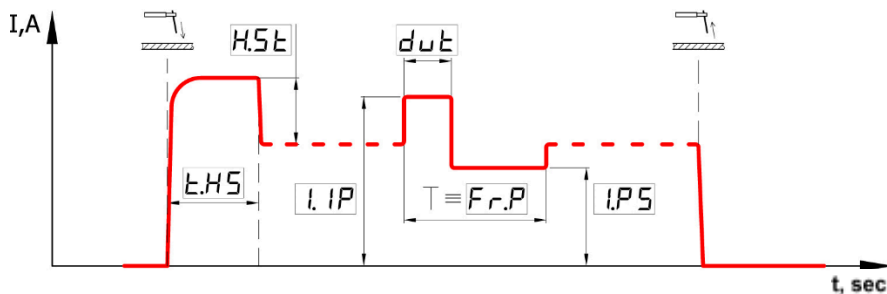 I,A
H.St
dut
t.HS
I.IP
T ≡ Fr.P
I.PS
t, sec